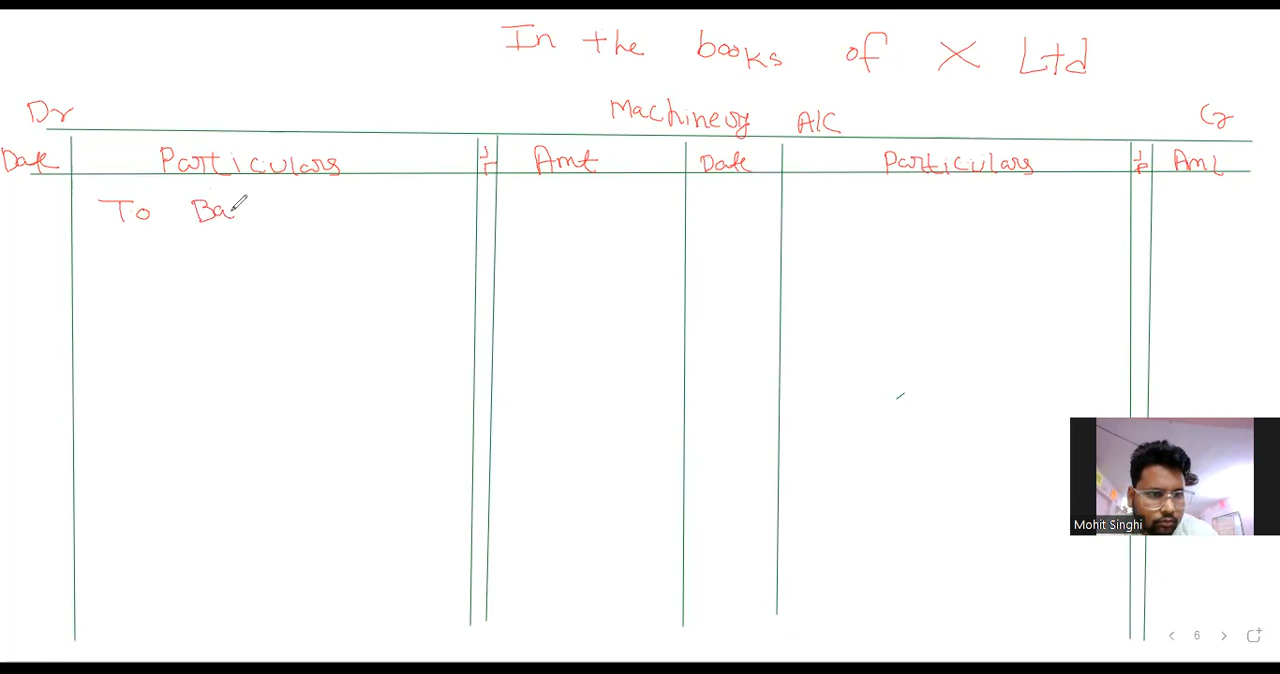 In the books of X Ltd
Dr Machinery A/C Cr
Date Particulars J F Amt Date Particulars J F Amt
To Ba
Mohit Singhi
6